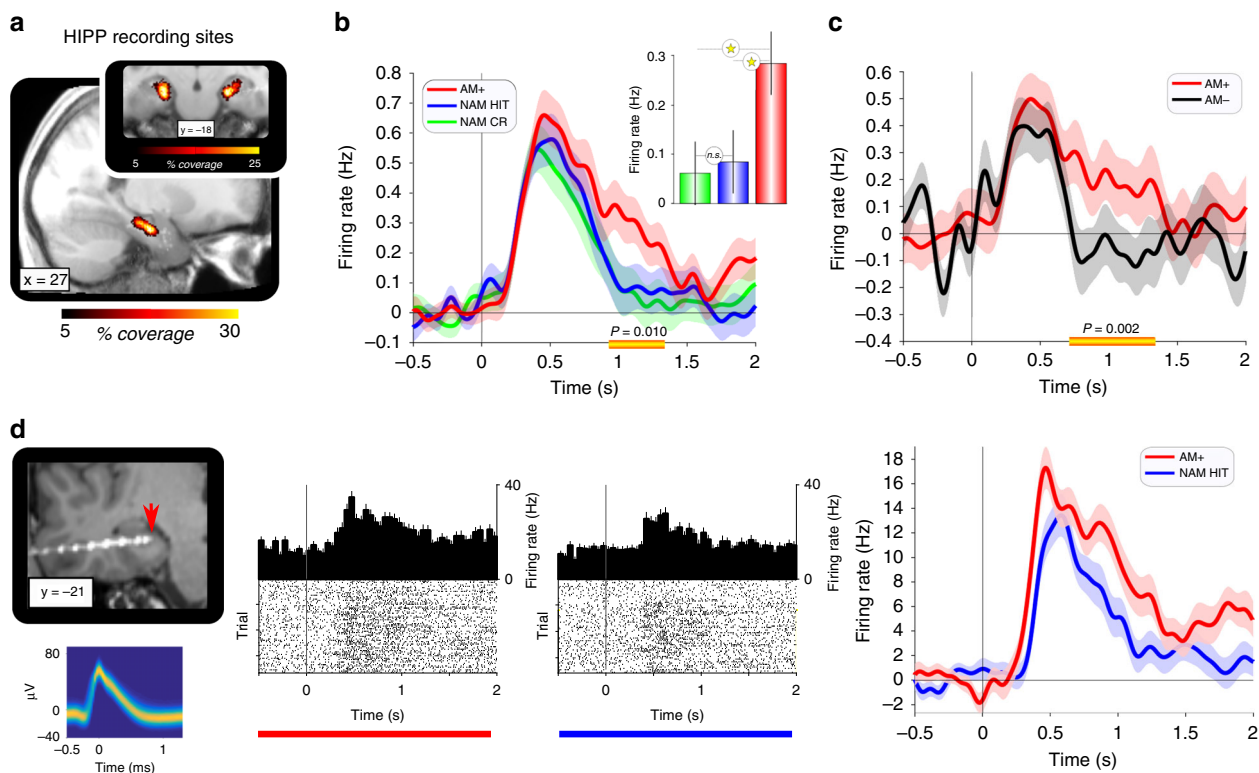 a
HIPP recording sites
y = –18
5 % coverage 25
x = 27
5 % coverage 30
b
Firing rate (Hz)
0.8
0.7
0.6
0.5
0.4
0.3
0.2
0.1
0
–0.1
AM+
NAM HIT
NAM CR
Firing rate (Hz)
0.3
0.2
0.1
0
n.s.
P = 0.010
–0.5 0 0.5 1 1.5 2
Time (s)
c
Firing rate (Hz)
0.6
0.5
0.4
0.3
0.2
0.1
0
–0.1
–0.2
–0.3
–0.4
AM+
AM–
P = 0.002
–0.5 0 0.5 1 1.5 2
Time (s)
d
y = –21
µV
80
0
–40
–0.5 0 1
Time (ms)
40
0
Firing rate (Hz)
Trial
0 1 2
Time (s)
40
0
Firing rate (Hz)
Trial
0 1 2
Time (s)
Firing rate (Hz)
18
16
14
12
10
8
6
4
2
0
–2
AM+
NAM HIT
–0.5 0 0.5 1 1.5 2
Time (s)